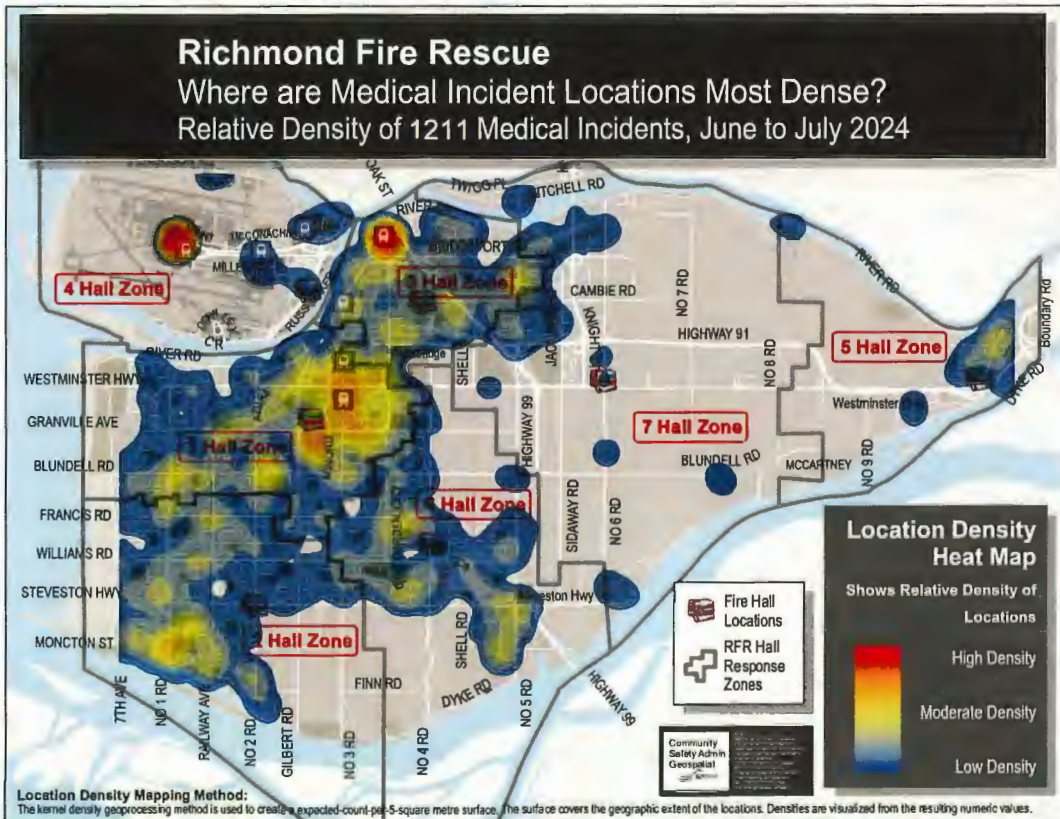 Richmond Fire Rescue
Where are Medical Incident Locations Most Dense?
Relative Density of 1211 Medical Incidents, June to July 2024
OAK ST
TWIGG PL
MITCHELL RD
RIVER
MCCONACHIE
4 Hall Zone
3 Hall Zone
CAMBIE RD
NO 7 RD
RIVER RD
Boundary Rd
HIGHWAY 91
KNIGHT
NO 8 RD
5 Hall Zone
DYKE RD
RIVER RD
WESTMINSTER HWY
SHELL
Westminster
GRANVILLE AVE
HIGHWAY 99
7 Hall Zone
1 Hall Zone
BLUNDELL RD
BLUNDELL RD
MCCARTNEY
NO 9 RD
Hall Zone
FRANCIS RD
SIDAWAY RD
NO 6 RD
WILLIAMS RD
STEVESTON HWY
Steveston Hwy
MONCTON ST
Hall Zone
SHELL RD
FINN RD
DYKE RD
HIGHWAY 99
7TH AVE
NO 1 RD
RAILWAY AVE
NO 2 RD
GILBERT RD
NO 3 RD
NO 4 RD
NO 5 RD
Fire Hall
Locations
RFR Hall
Response
Zones
Community
Safety Admin
Geospatial
Location Density
Heat Map
Shows Relative Density of
Locations
High Density
Moderate Density
Low Density
Location Density Mapping Method:
The kernel density geoprocessing method is used to create a expected-count-per-5-square metre surface. The surface covers the geographic extent of the locations. Densities are visualized from the resulting numeric values.